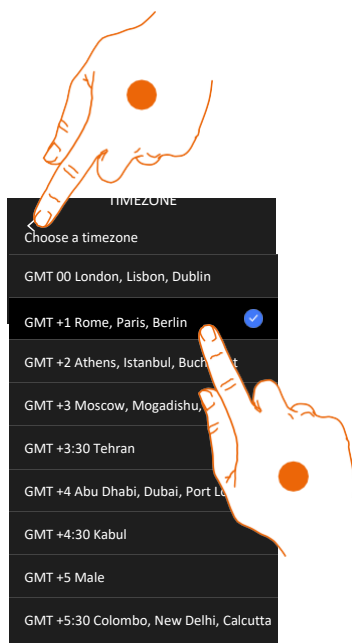 TIMEZONE
Choose a timezone
GMT 00 London, Lisbon, Dublin
GMT +1 Rome, Paris, Berlin
GMT +2 Athens, Istanbul,
GMT +3 Moscow, Mogadishu,
GMT +3:30 Tehran
GMT +4 Abu Dhabi, Dubai, Port
GMT +4:30 Kabul
GMT +5 Male
GMT +5:30 Colombo, New Delhi, Calcutta